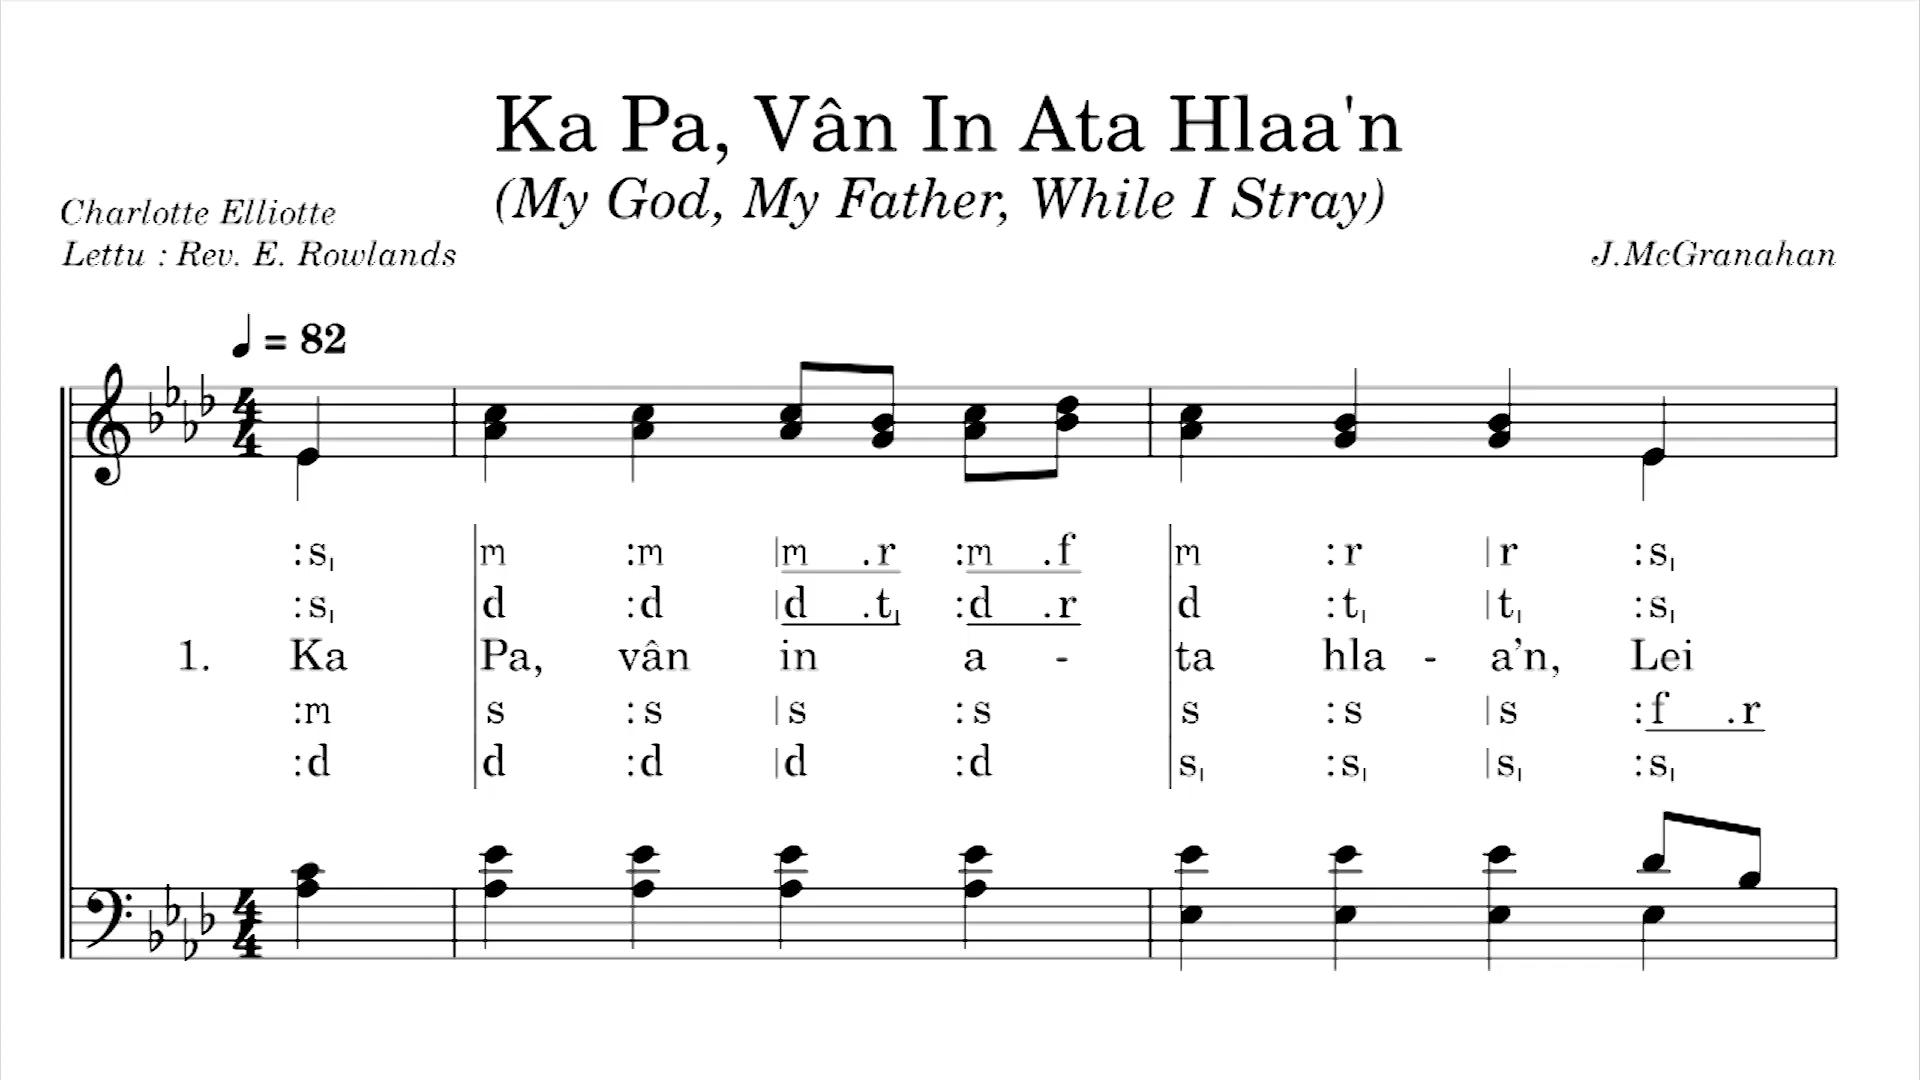 Ka Pa, Vân In Ata Hlaa'n
(My God, My Father, While I Stray)
Charlotte Elliotte
Lettu : Rev. E. Rowlands
J.McGranahan
♩ = 82
:s, | m :m |m .r :m .f | m :r |r :s,
:s, | d :d |d .t, :d .r | d :t, |t, :s,
1. Ka Pa, vân in a - ta hla - a’n, Lei
:m | s :s |s :s | s :s |s :f .r
:d | d :d |d :d | s, :s, |s, :s,